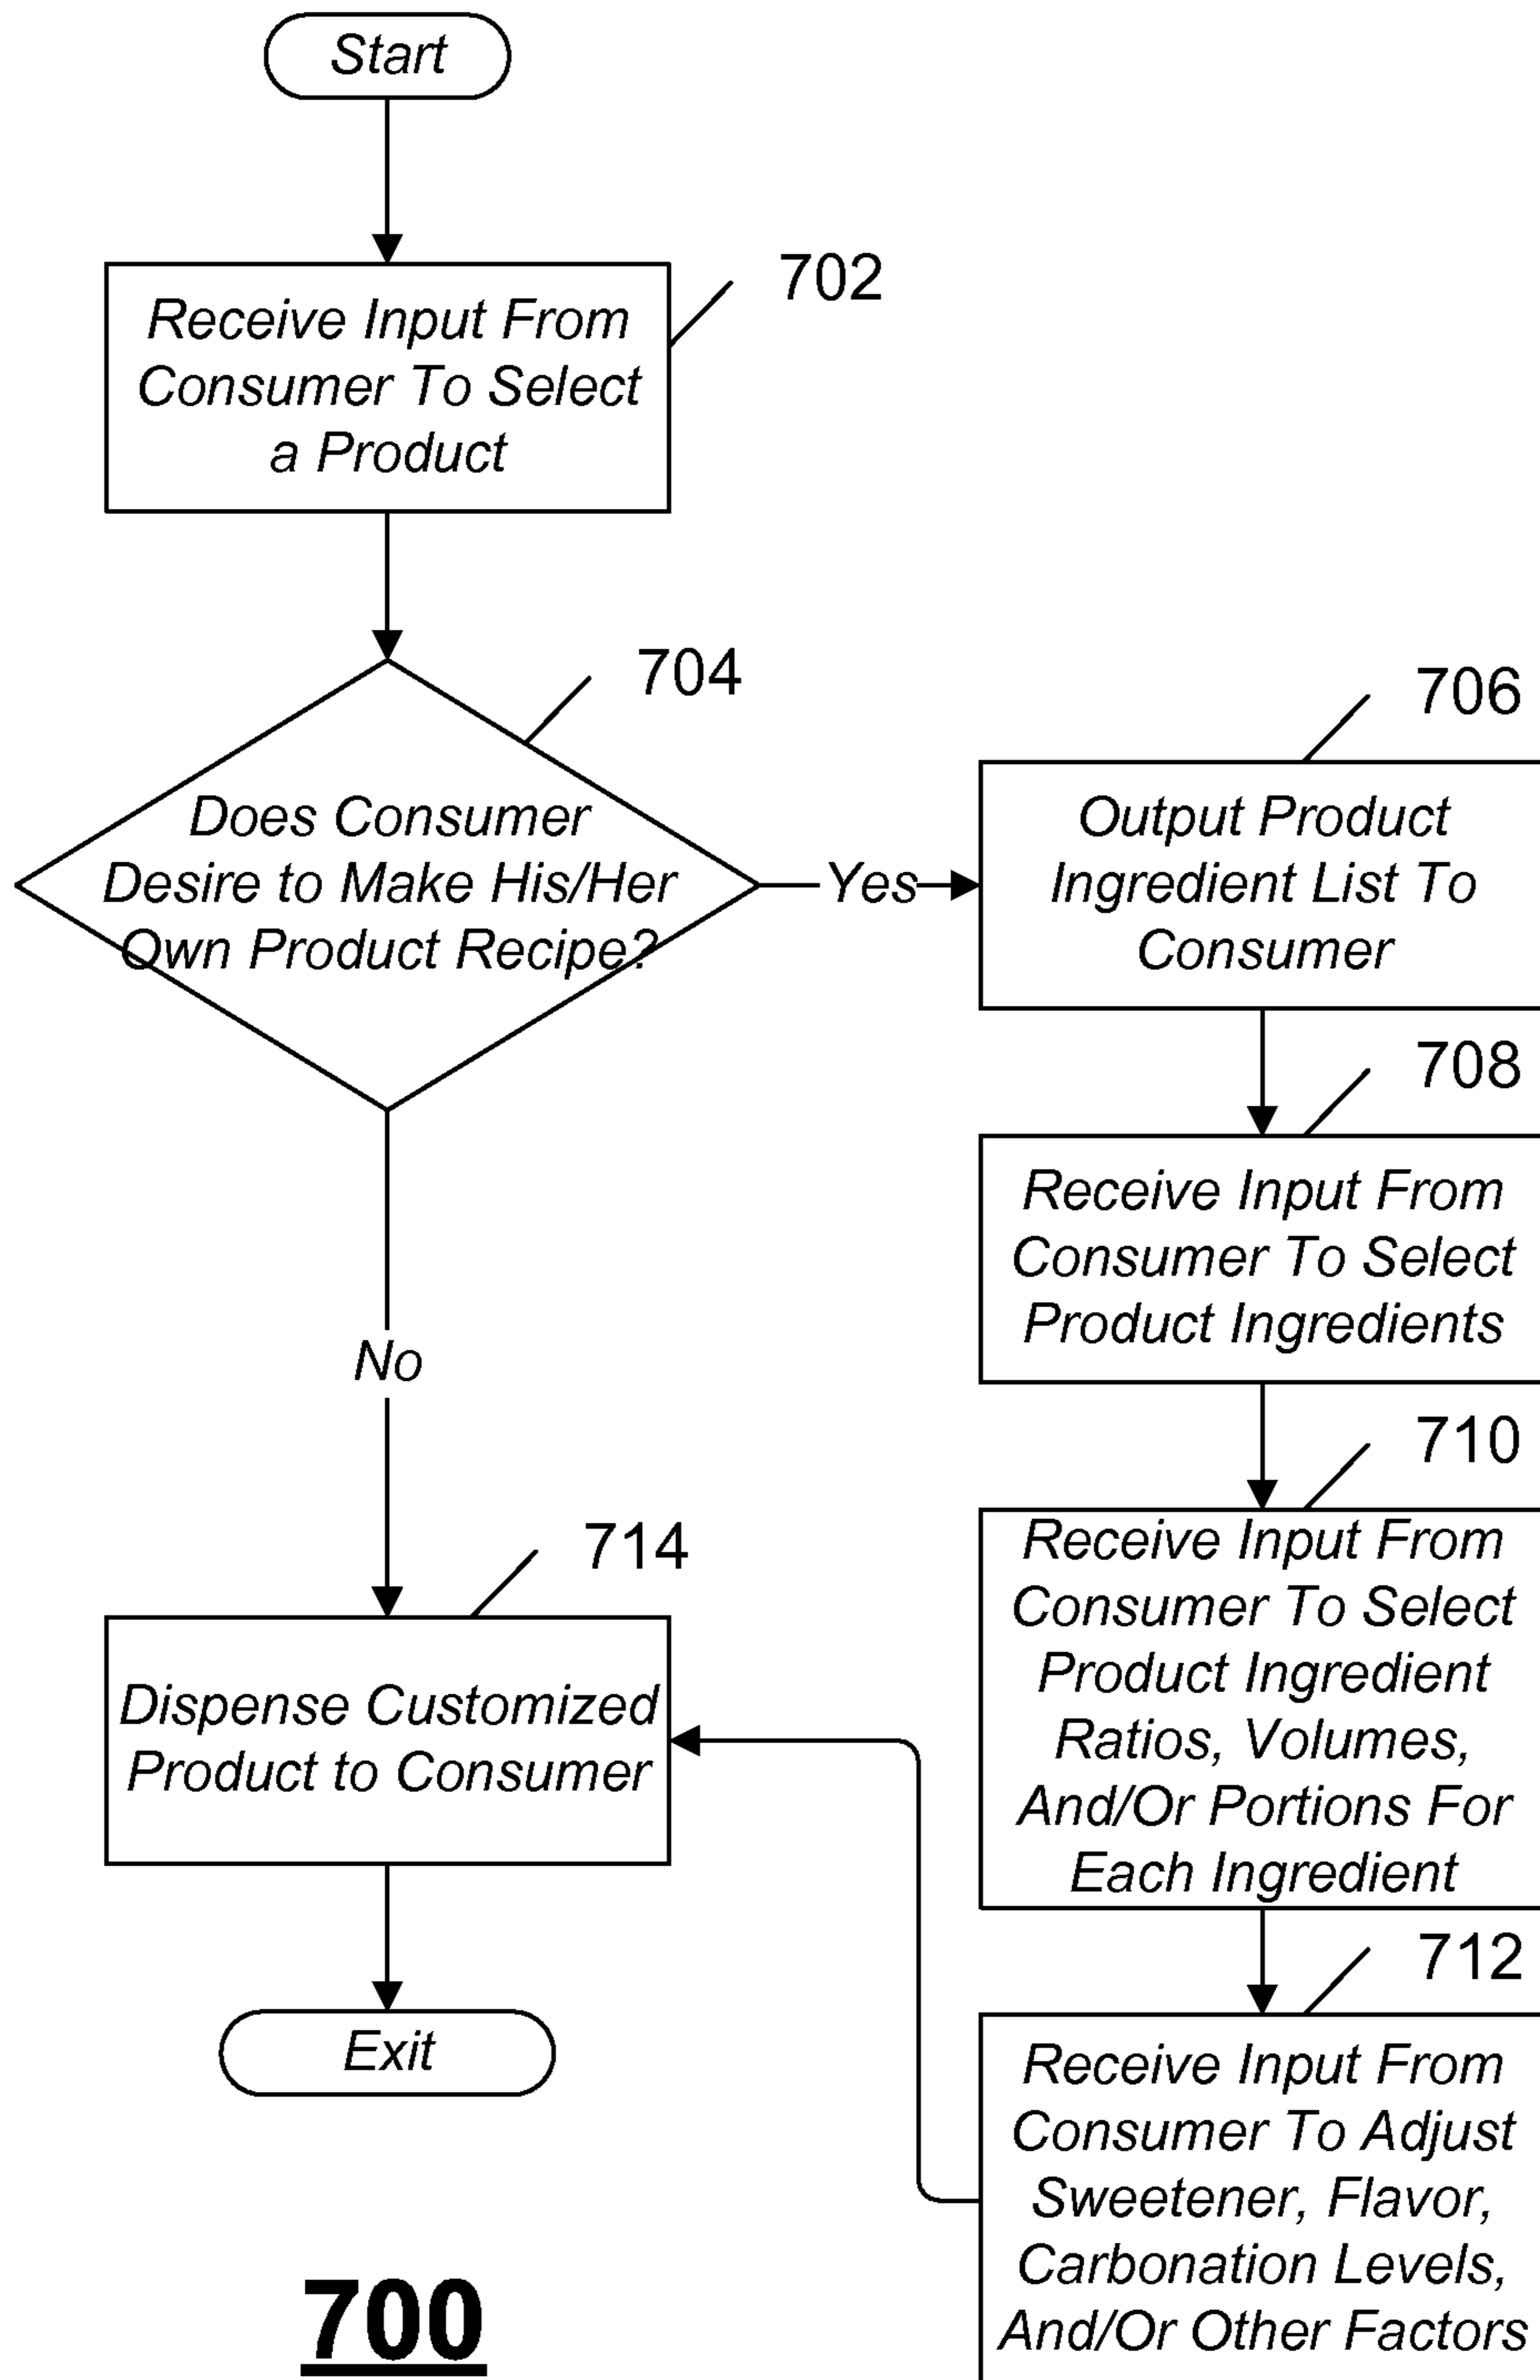 Start
702
Receive Input From
Consumer To Select
a Product
704
Does Consumer
Desire to Make His/Her
Own Product Recipe?
Yes
706
Output Product
Ingredient List To
Consumer
708
Receive Input From
Consumer To Select
Product Ingredients
No
710
Receive Input From
Consumer To Select
Product Ingredient
Ratios, Volumes,
And/Or Portions For
Each Ingredient
714
Dispense Customized
Product to Consumer
712
Receive Input From
Consumer To Adjust
Sweetener, Flavor,
Carbonation Levels,
And/Or Other Factors
Exit
700